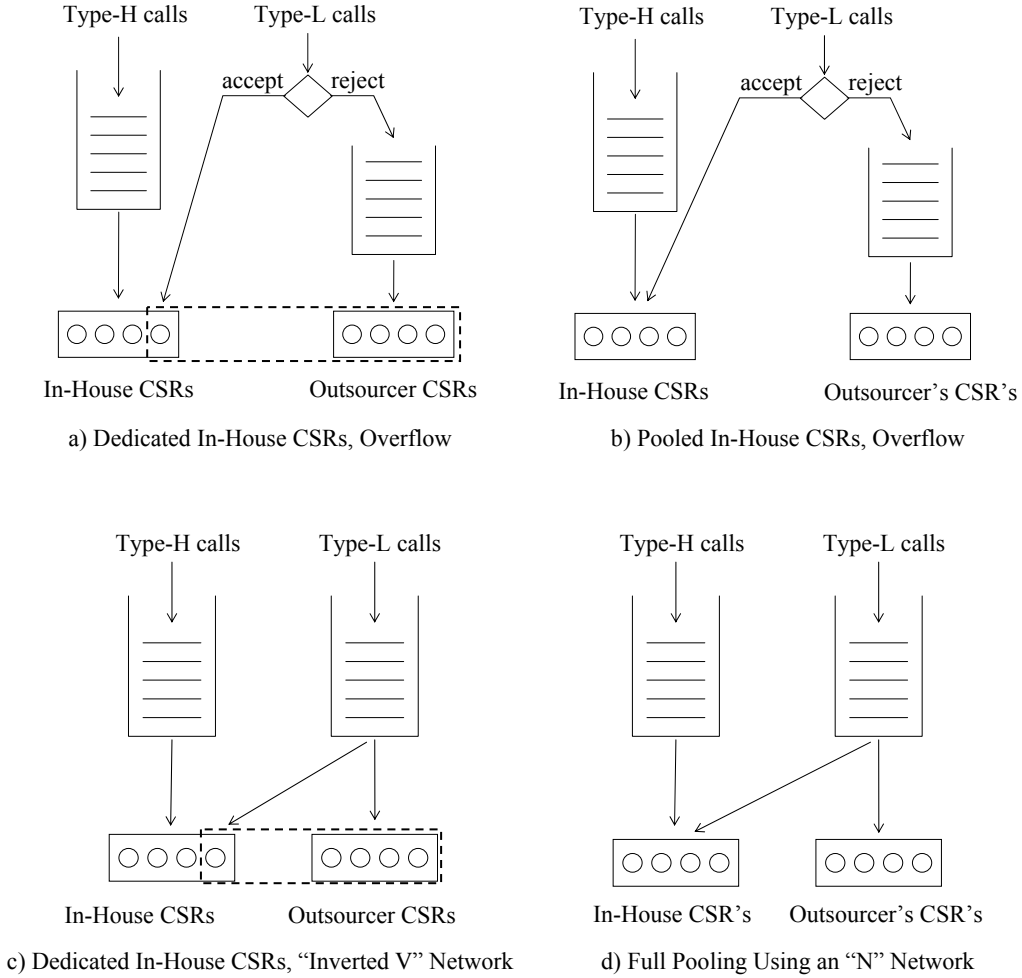 Type-H calls
Type-L calls
accept
reject
In-House CSRs
Outsourcer CSRs
a) Dedicated In-House CSRs, Overflow
Type-H calls
Type-L calls
accept
reject
In-House CSRs
Outsourcer’s CSR’s
b) Pooled In-House CSRs, Overflow
Type-H calls
Type-L calls
In-House CSRs
Outsourcer CSRs
c) Dedicated In-House CSRs, “Inverted V” Network
Type-H calls
Type-L calls
In-House CSR’s
Outsourcer’s CSR’s
d) Full Pooling Using an “N” Network